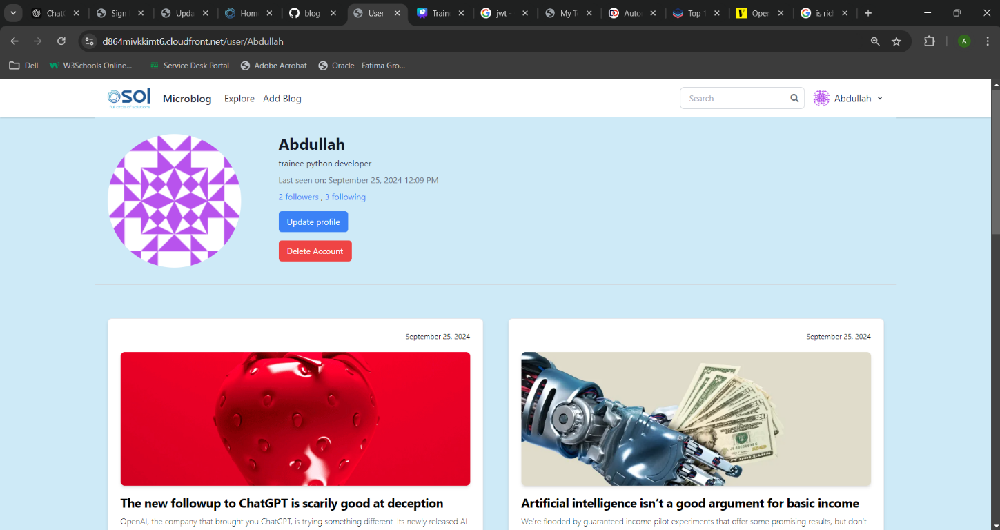 ChatG
Sign
Upda
Hom
blog_
User
Train
jwt -
My T
Auto
Top 1
Oper
is ric
d864mivkkimt6.cloudfront.net/user/Abdullah
A
Dell
W3Schools Online...
Service Desk Portal
Adobe Acrobat
Oracle - Fatima Gro...
osol
full circle of solutions
Microblog
Explore
Add Blog
Search
Abdullah
Abdullah
trainee python developer
Last seen on: September 25, 2024 12:09 PM
2 followers , 3 following
Update profile
Delete Account
September 25, 2024
The new followup to ChatGPT is scarily good at deception
OpenAI, the company that brought you ChatGPT, is trying something different. Its newly released AI
September 25, 2024
Artificial intelligence isn’t a good argument for basic income
We’re flooded by guaranteed income pilot experiments that offer some promising results, but don’t